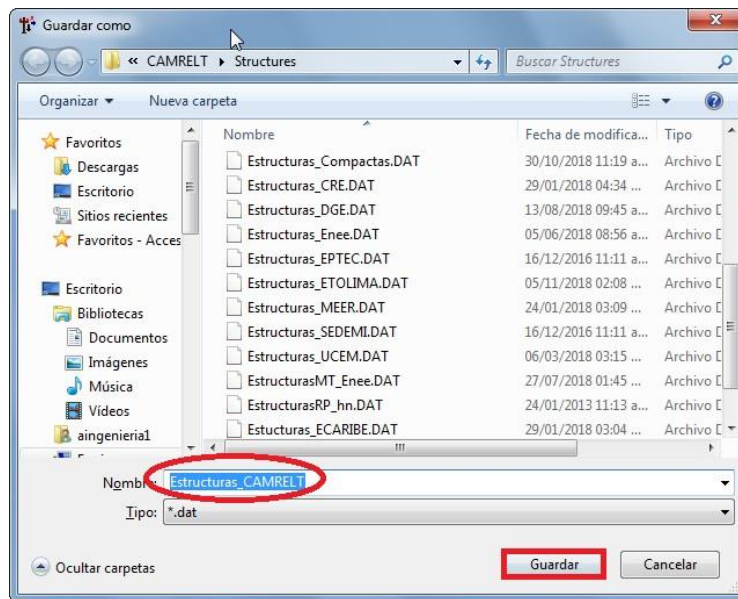 Guardar como
« CAMRELT ▸ Structures
Buscar Structures
Organizar ▾ Nueva carpeta
Favoritos
Descargas
Escritorio
Sitios recientes
Favoritos - Acces
Escritorio
Bibliotecas
Documentos
Imágenes
Música
Vídeos
aingenieria1
Nombre Fecha de modifica... Tipo
Estructuras_Compactas.DAT 30/10/2018 11:19 a... Archivo D
Estructuras_CRE.DAT 29/01/2018 04:34 ... Archivo D
Estructuras_DGE.DAT 13/08/2018 09:45 a... Archivo D
Estructuras_Enee.DAT 05/06/2018 08:56 a... Archivo D
Estructuras_EPTEC.DAT 16/12/2016 11:11 a... Archivo D
Estructuras_ETOLIMA.DAT 05/11/2018 02:08 ... Archivo D
Estructuras_MEER.DAT 24/01/2018 03:09 ... Archivo D
Estructuras_SEDEMI.DAT 16/12/2016 11:11 a... Archivo D
Estructuras_UCEM.DAT 06/03/2018 03:15 ... Archivo D
EstructurasMT_Enee.DAT 27/07/2018 01:45 ... Archivo D
EstructurasRP_hn.DAT 24/01/2013 11:13 a... Archivo D
Estucturas_ECARIBE.DAT 29/01/2018 03:04 ... Archivo D
Nombre: Estructuras_CAMRELT
Tipo: *.dat
Ocultar carpetas
Guardar Cancelar